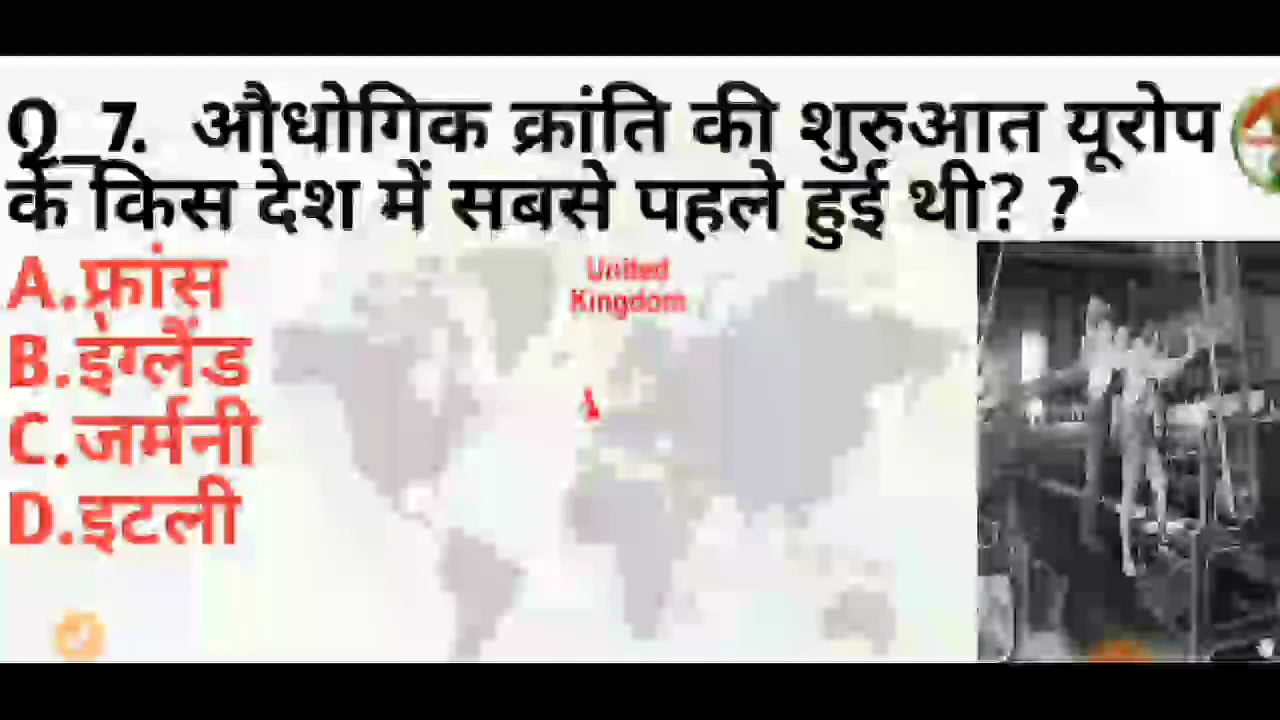 Q_7. औधोगिक क्रांति की शुरुआत यूरोप
के किस देश में सबसे पहले हुई थी? ?
A.फ्रांस
B.इंग्लैंड
C.जर्मनी
D.इटली
United
Kingdom